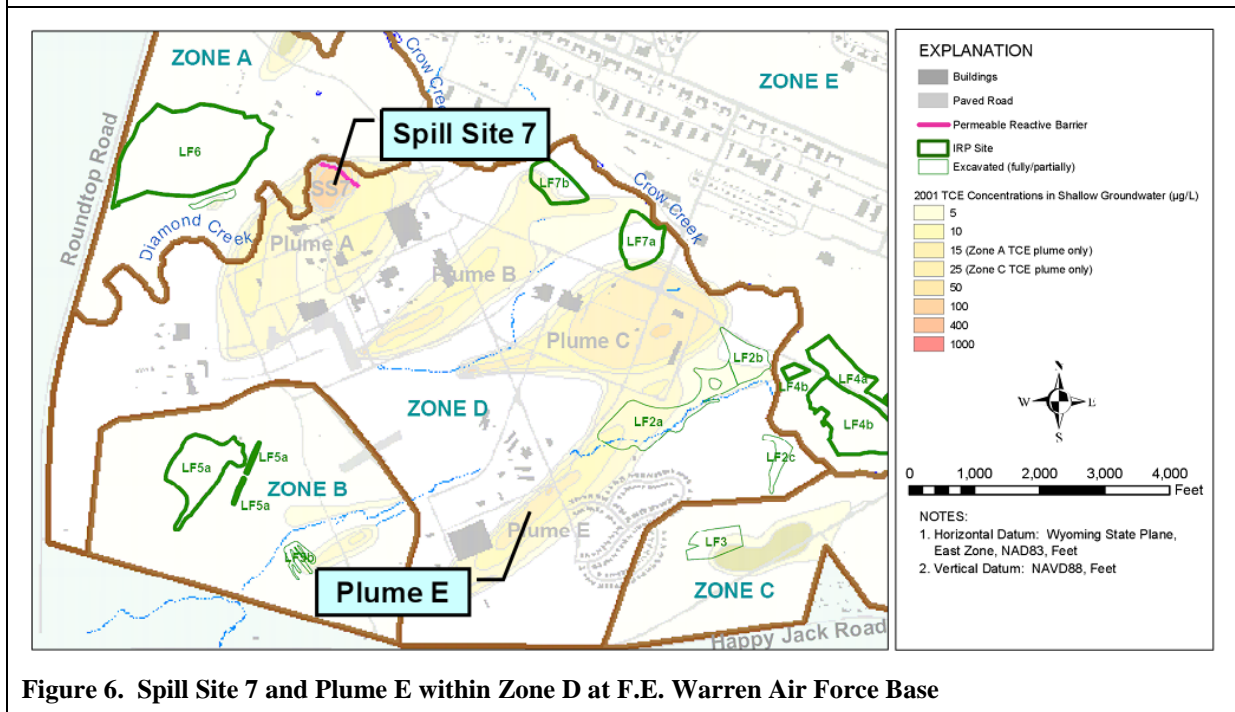 ZONE A
Crow Creek
ZONE E
Spill Site 7
Roundtop Road
LF6
SS7
LF7b
Crow Creek
Diamond Creek
Plume A
LF7a
Plume B
Plume C
LF2b
LF4b
LF4a
LF4b
ZONE D
LF2a
LF5a
LF5a
LF5a
ZONE B
LF2c
Plume E
LF3
LF9b
Plume E
ZONE C
Happy Jack Road
EXPLANATION
Buildings
Paved Road
Permeable Reactive Barrier
IRP Site
Excavated (fully/partially)
2001 TCE Concentrations in Shallow Groundwater (µg/L)
5
10
15 (Zone A TCE plume only)
25 (Zone C TCE plume only)
50
100
400
1000
N
W E
S
0 1,000 2,000 3,000 4,000
Feet
NOTES:
1. Horizontal Datum: Wyoming State Plane,
East Zone, NAD83, Feet
2. Vertical Datum: NAVD88, Feet
Figure 6. Spill Site 7 and Plume E within Zone D at F.E. Warren Air Force Base